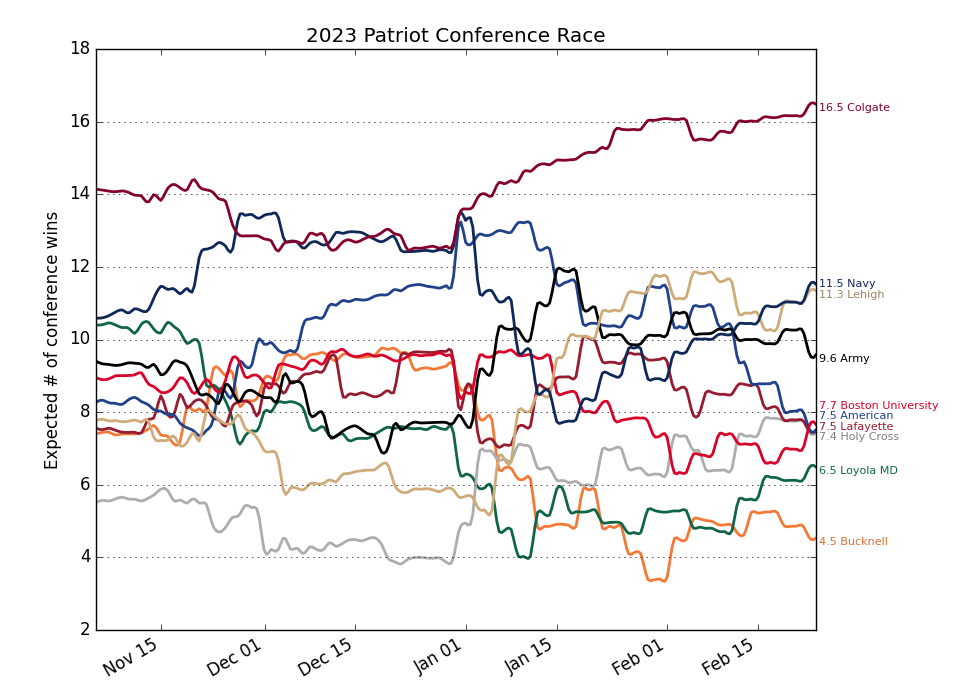 2023 Patriot Conference Race
Expected # of conference wins
18
16
14
12
10
8
6
4
2
Nov 15
Dec 01
Dec 15
Jan 01
Jan 15
Feb 01
Feb 15
16.5 Colgate
11.5 Navy
11.3 Lehigh
9.6 Army
7.7 Boston University
7.5 American
7.5 Lafayette
7.4 Holy Cross
6.5 Loyola MD
4.5 Bucknell